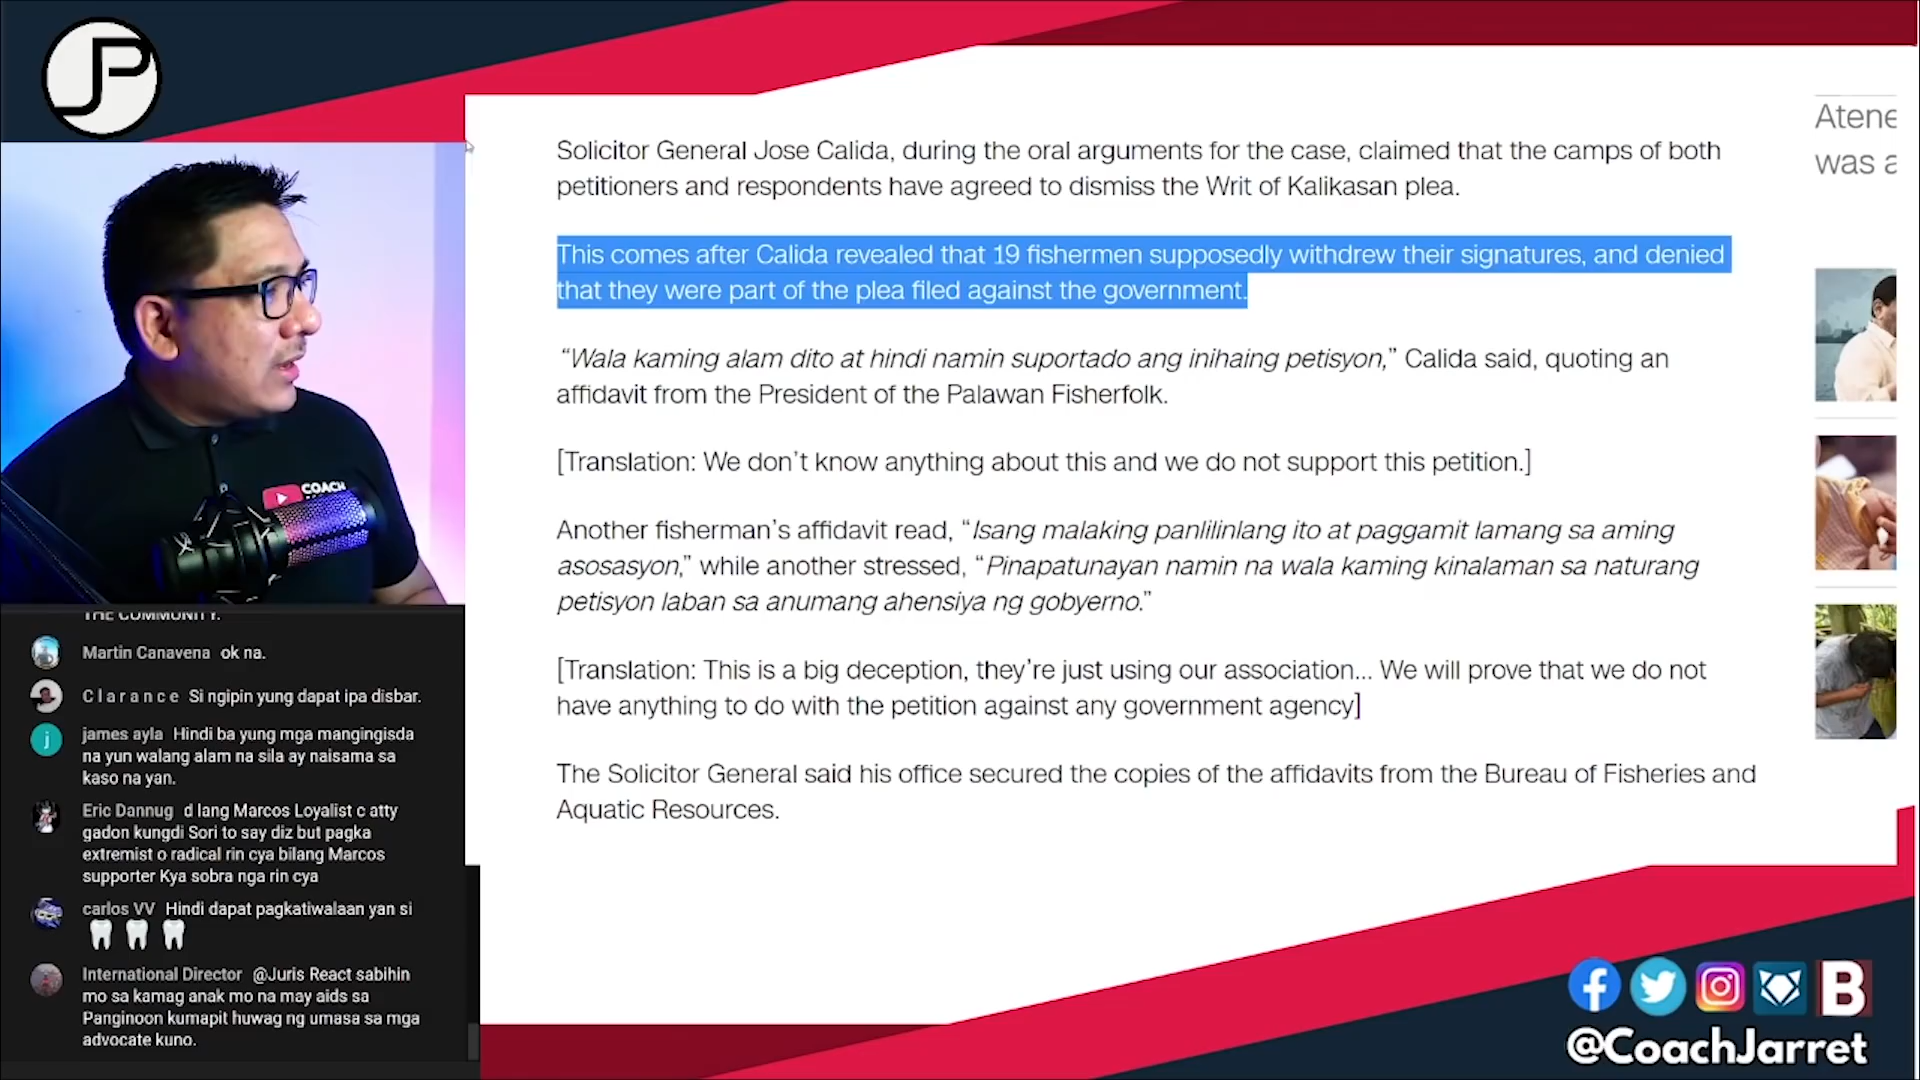 JP
Solicitor General Jose Calida, during the oral arguments for the case, claimed that the camps of both
petitioners and respondents have agreed to dismiss the Writ of Kalikasan plea.
This comes after Calida revealed that 19 fishermen supposedly withdrew their signatures, and denied
that they were part of the plea filed against the government.
“Wala kaming alam dito at hindi namin suportado ang inihaing petisyon,” Calida said, quoting an
affidavit from the President of the Palawan Fisherfolk.
[Translation: We don’t know anything about this and we do not support this petition.]
Another fisherman’s affidavit read, “Isang malaking panlilinlang ito at paggamit lamang sa aming
asosasyon,” while another stressed, “Pinapatunayan namin na wala kaming kinalaman sa naturang
petisyon laban sa anumang ahensiya ng gobyerno.”
[Translation: This is a big deception, they’re just using our association... We will prove that we do not
have anything to do with the petition against any government agency]
The Solicitor General said his office secured the copies of the affidavits from the Bureau of Fisheries and
Aquatic Resources.
was a
COACH
THE COMMUNITY.
Martin Canavena ok na.
C l a r a n c e Si ngipin yung dapat ipa disbar.
j
james ayla Hindi ba yung mga mangingisda
na yun walang alam na sila ay naisama sa
kaso na yan.
Eric Dannug d lang Marcos Loyalist c atty
gadon kungdi Sori to say diz but pagka
extremist o radical rin cya bilang Marcos
supporter Kya sobra nga rin cya
carlos VV Hindi dapat pagkatiwalaan yan si
International Director @Juris React sabihin
mo sa kamag anak mo na may aids sa
Panginoon kumapit huwag ng umasa sa mga
advocate kuno.
B
@CoachJarret